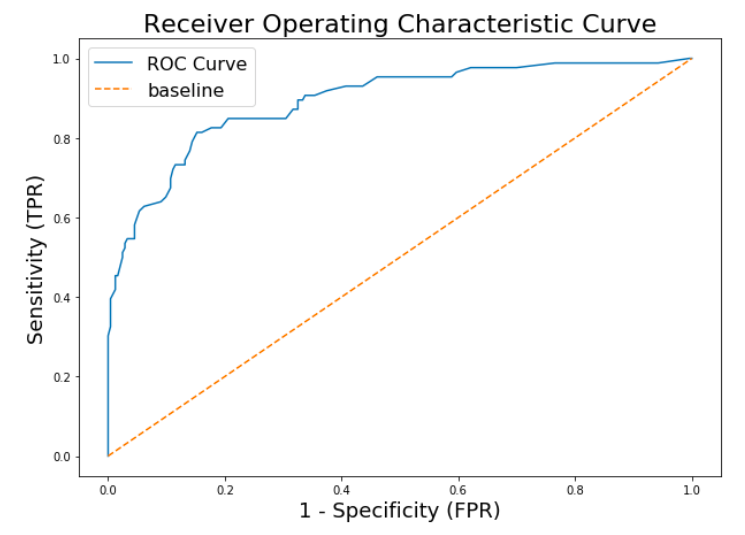 Receiver Operating Characteristic Curve
ROC Curve
baseline
Sensitivity (TPR)
1.0
0.8
0.6
0.4
0.2
0.0
0.0 0.2 0.4 0.6 0.8 1.0
1 - Specificity (FPR)